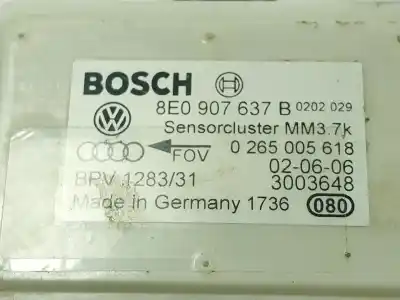 BOSCH
8E0 907 637 B 0202 029
Sensorcluster MM3.7k
FOV 0 265 005 618
02-06-06
BRV 1283/31 3003648
Made in Germany 1736 080